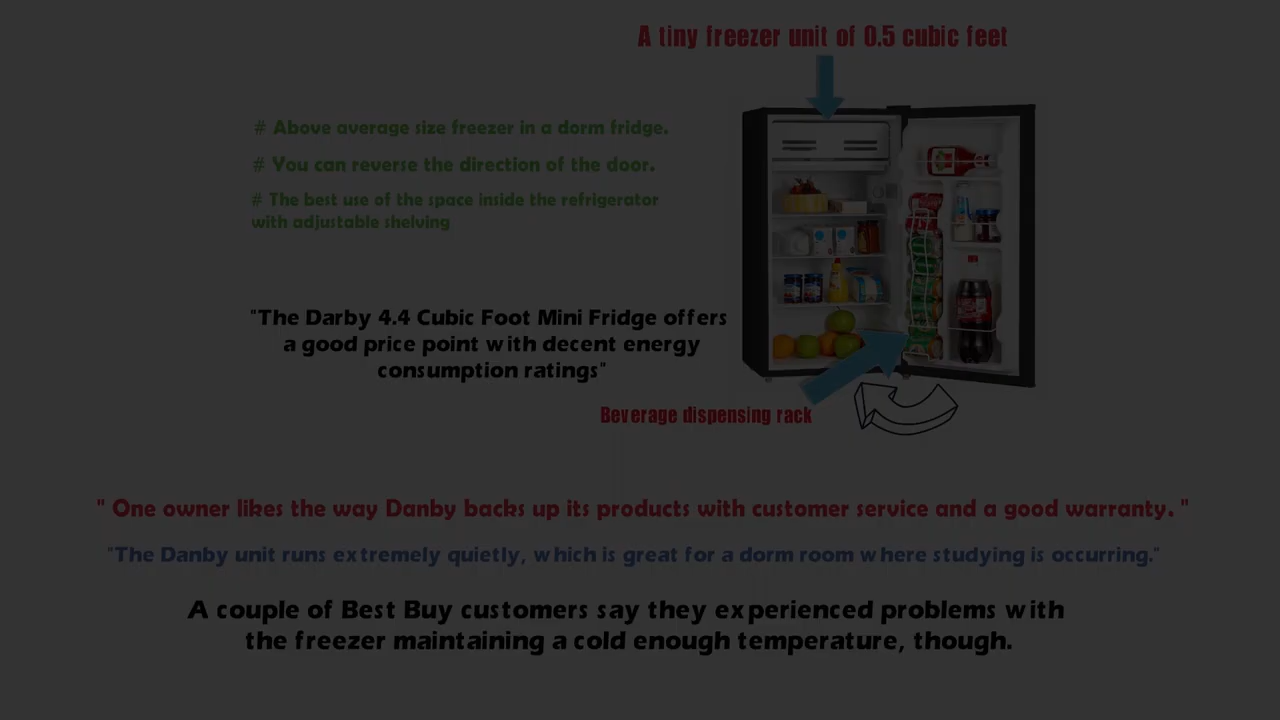 A tiny freezer unit of 0.5 cubic feet
# Above average size freezer in a dorm fridge.
# You can reverse the direction of the door.
# The best use of the space inside the refrigerator
with adjustable shelving
"The Darby 4.4 Cubic Foot Mini Fridge offers
a good price point with decent energy
consumption ratings"
Beverage dispensing rack
" One owner likes the way Danby backs up its products with customer service and a good warranty. "
"The Danby unit runs extremely quietly, which is great for a dorm room where studying is occurring."
A couple of Best Buy customers say they experienced problems with
the freezer maintaining a cold enough temperature, though.